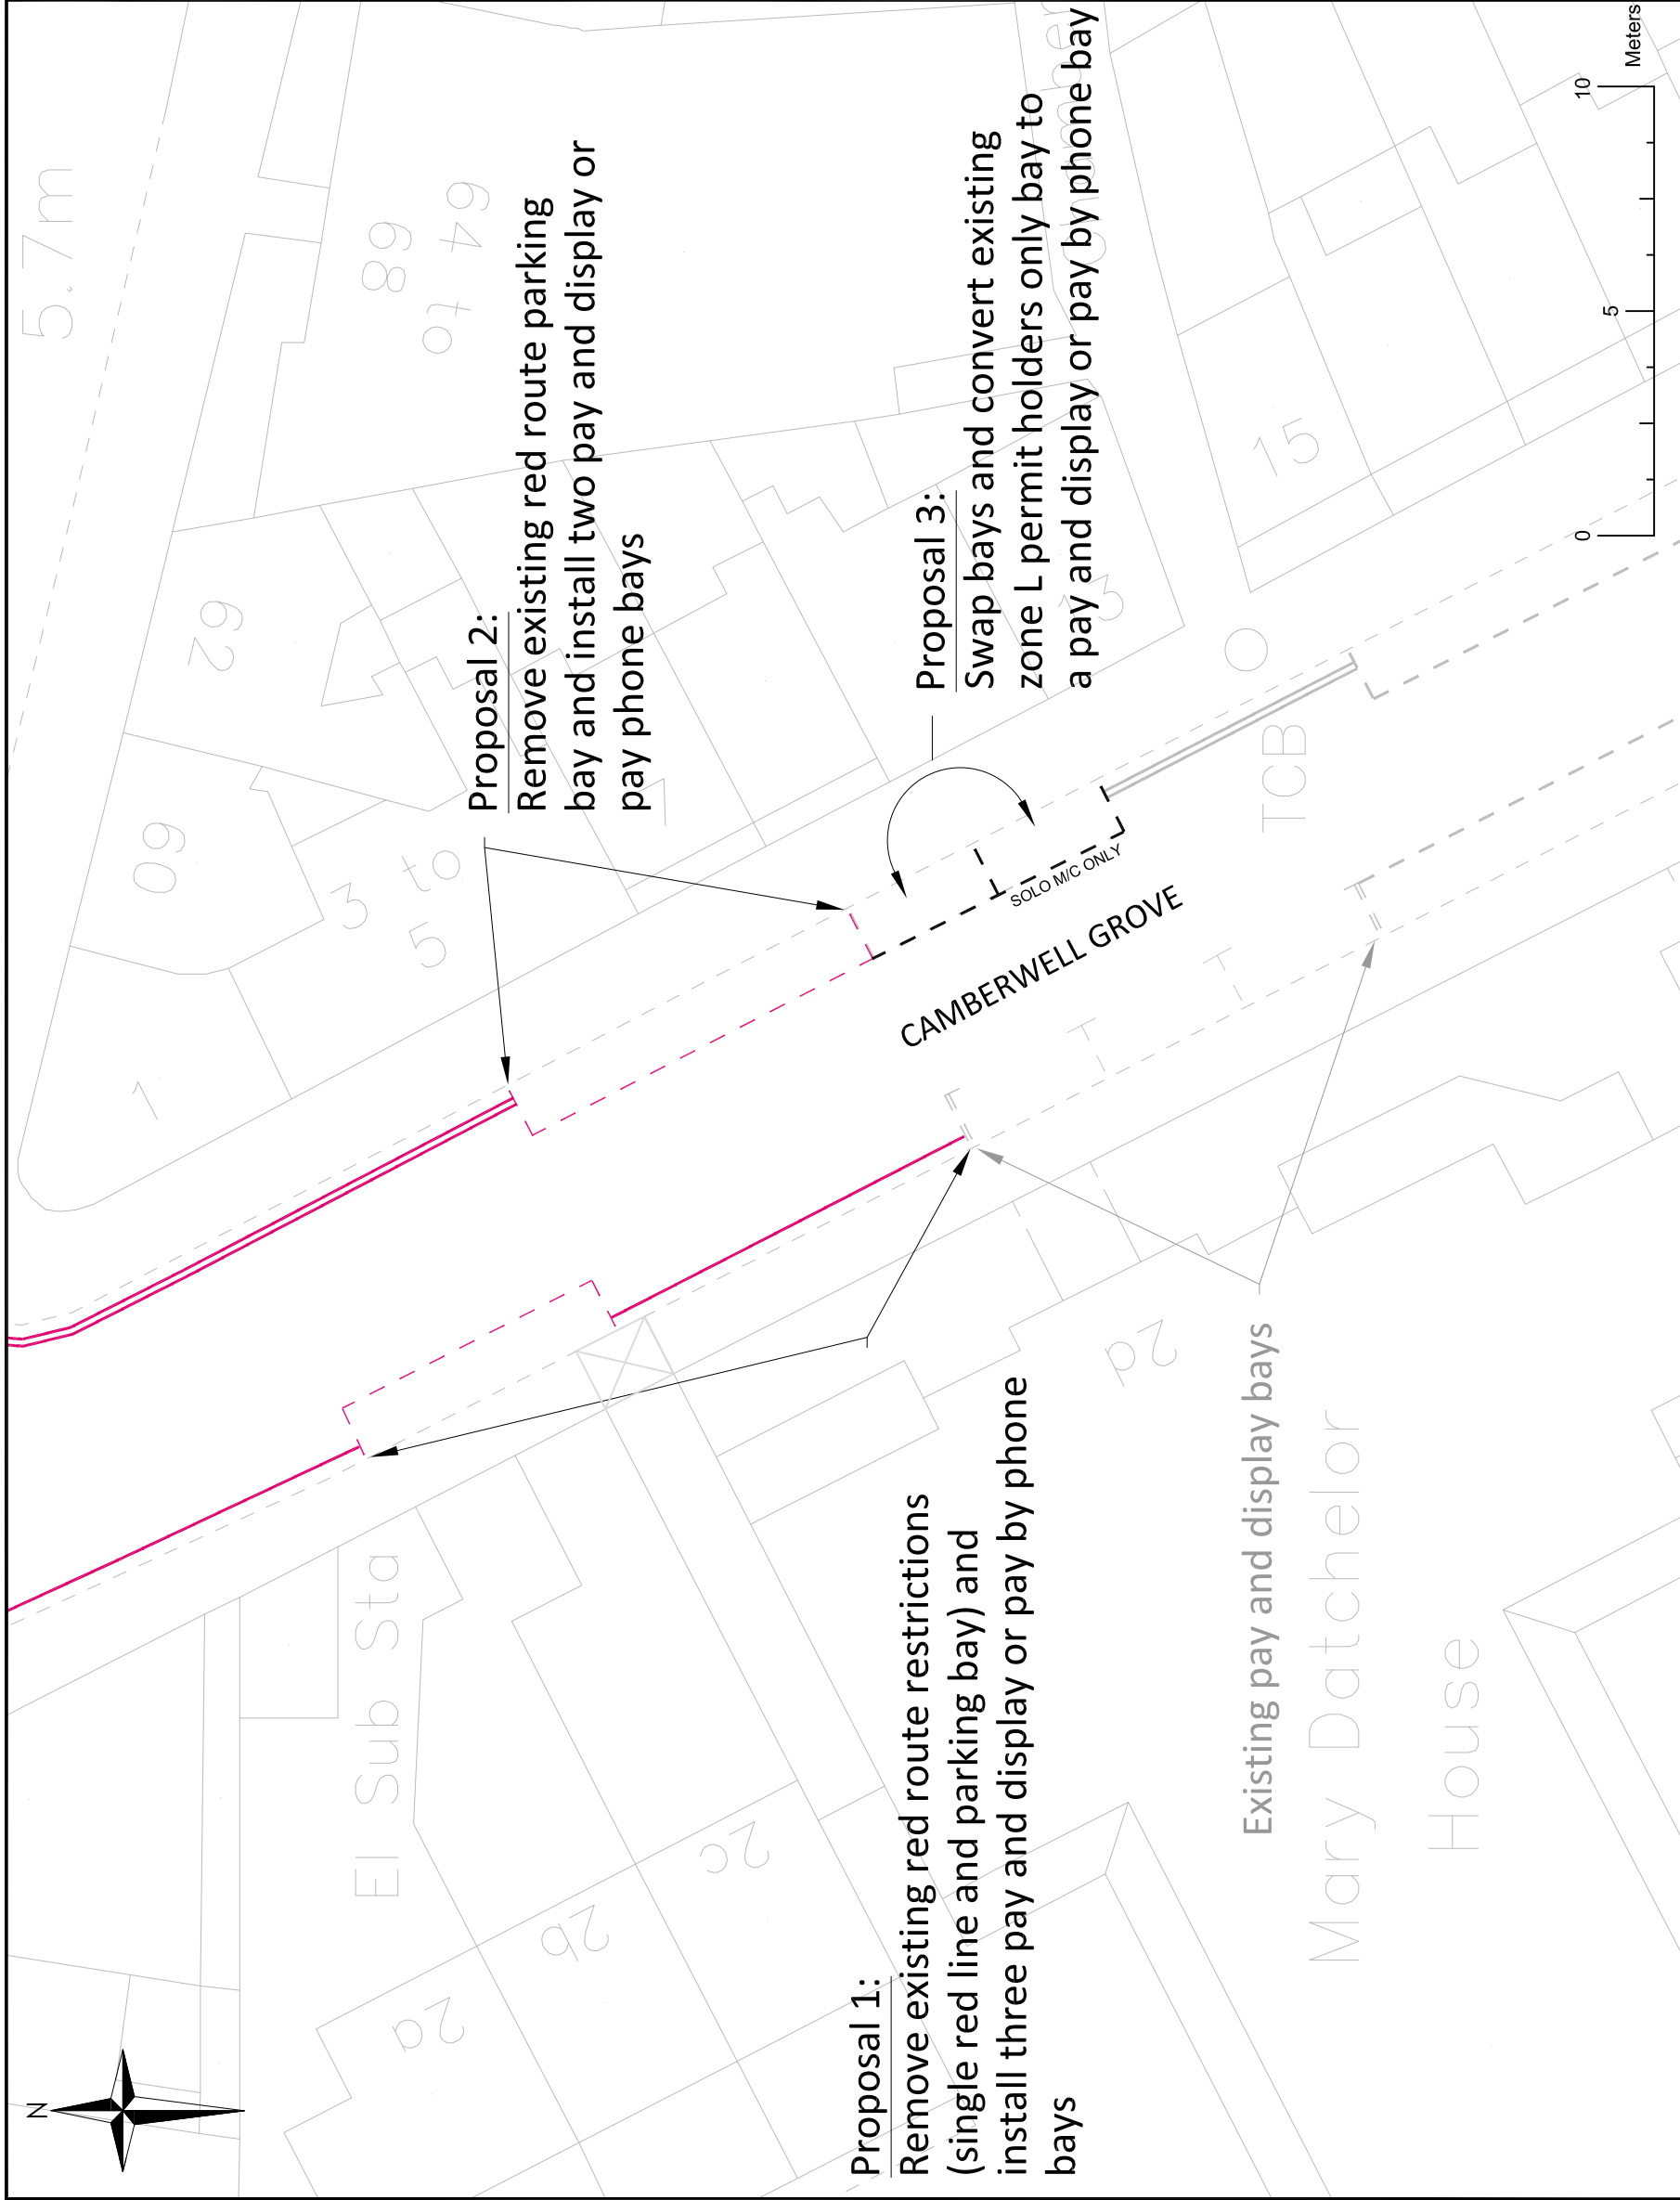 N
5.7m
68
to 64
62
60
3 to
5
1
7
El Sub Sta
2a
2b
2c
2d
Mary Datchelor
House
13
15
TCB
Proposal 1:
Remove existing red route restrictions
(single red line and parking bay) and
install three pay and display or pay by phone
bays
Proposal 2:
Remove existing red route parking
bay and install two pay and display or
pay phone bays
Proposal 3:
Swap bays and convert existing
zone L permit holders only bay to
a pay and display or pay by phone bay
SOLO M/C ONLY
CAMBERWELL GROVE
Existing pay and display bays
0
5
10
Meters